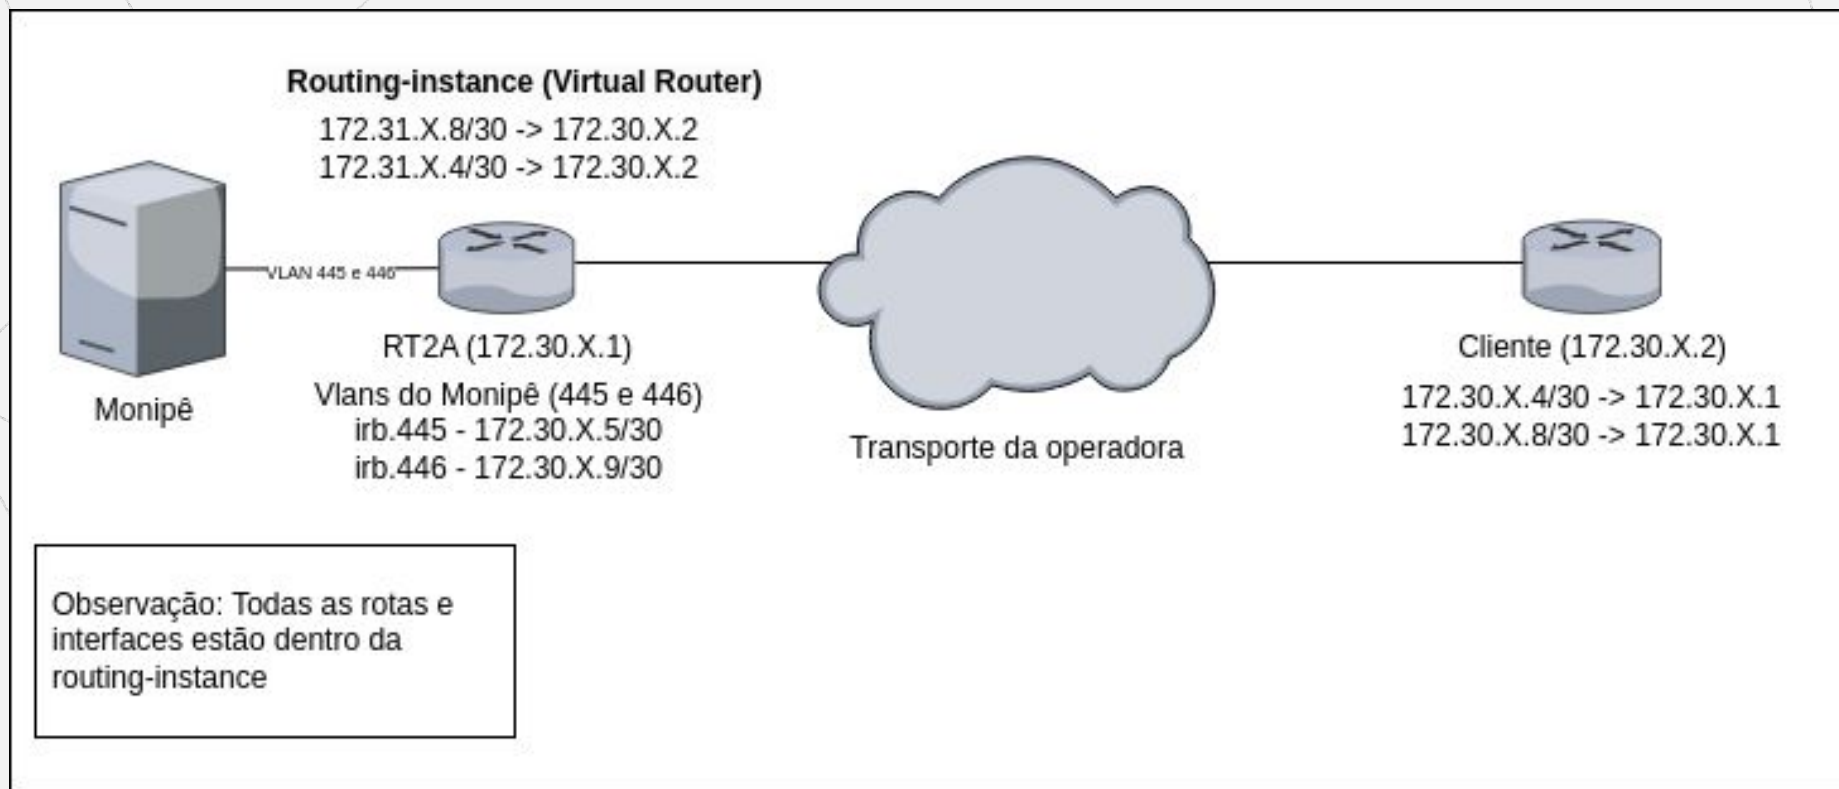 Routing-instance (Virtual Router)
172.31.X.8/30 -> 172.30.X.2
172.31.X.4/30 -> 172.30.X.2
VLAN 445 e 446
Monipê
RT2A (172.30.X.1)
Vlans do Monipê (445 e 446)
irb.445 - 172.30.X.5/30
irb.446 - 172.30.X.9/30
Transporte da operadora
Cliente (172.30.X.2)
172.30.X.4/30 -> 172.30.X.1
172.30.X.8/30 -> 172.30.X.1
Observação: Todas as rotas e
interfaces estão dentro da
routing-instance